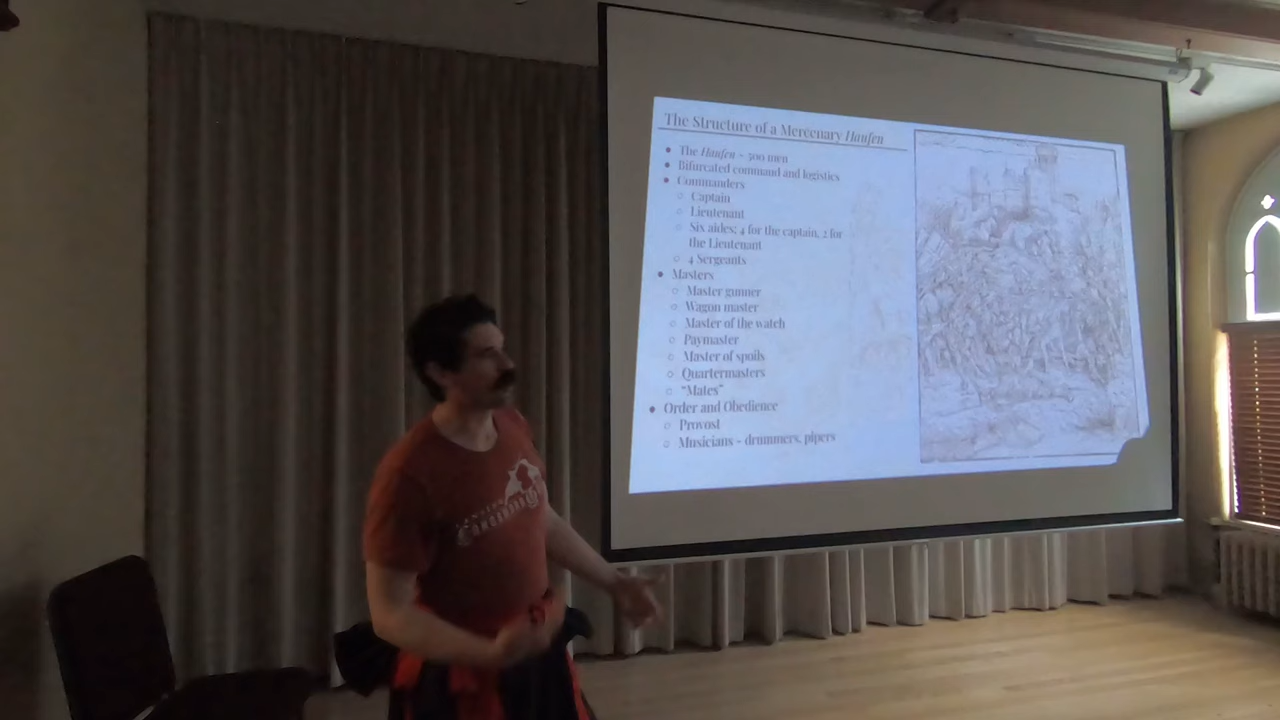 The Structure of a Mercenary Haufen
The Haufen ~ 500 men
Bifurcated command and logistics
Commanders
Captain
Lieutenant
Six aides; 4 for the captain, 2 for
the Lieutenant
4 Sergeants
Masters
Master gunner
Wagon master
Master of the watch
Paymaster
Master of spoils
Quartermasters
"Mates"
Order and Obedience
Provost
Musicians - drummers, pipers